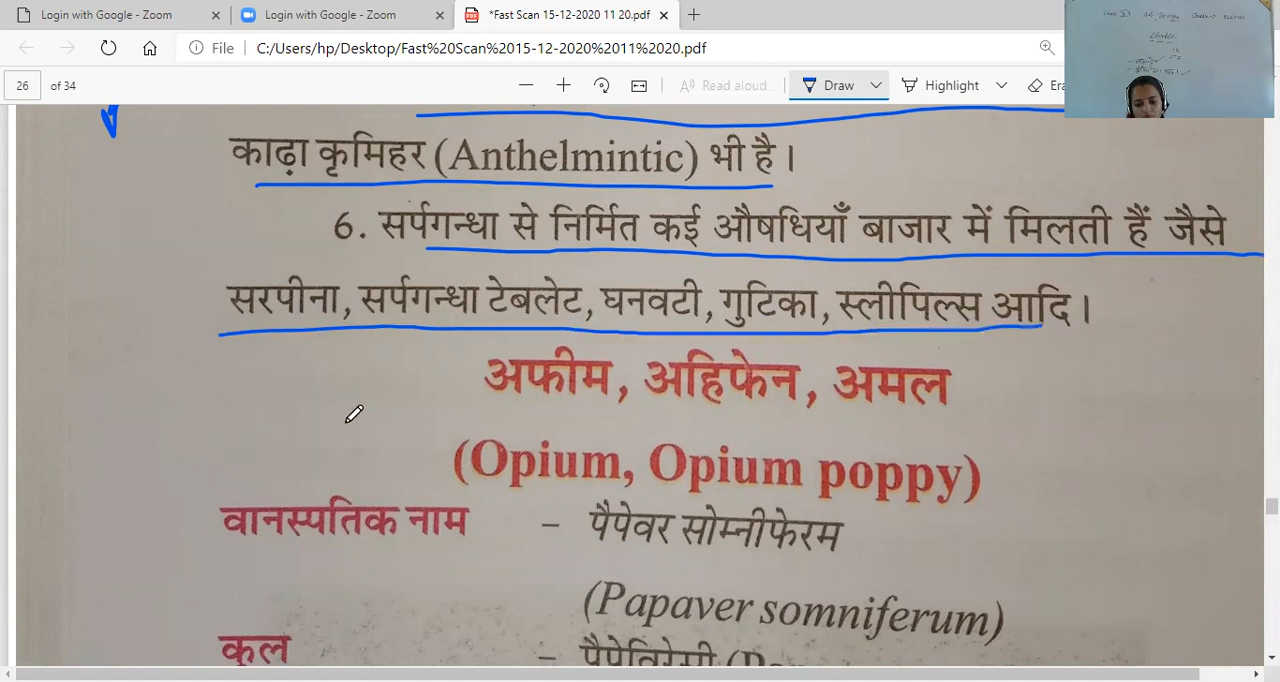 Login with Google - Zoom
Login with Google - Zoom
*Fast Scan 15-12-2020 11 20.pdf
File
C:/Users/hp/Desktop/Fast%20Scan%2015-12-2020%2011%2020.pdf
26 of 34
Read aloud
Draw
Highlight
Era
काढ़ा कृमिहर (Anthelmintic) भी है।
6. सर्पगन्धा से निर्मित कई औषधियाँ बाजार में मिलती हैं जैसे
सरपीना, सर्पगन्धा टेबलेट, घनवटी, गुटिका, स्लीपिल्स आदि।
अफीम, अहिफेन, अमल
(Opium, Opium poppy)
वानस्पतिक नाम – पैपेवर सोम्नीफेरम
(Papaver somniferum)
कुल –